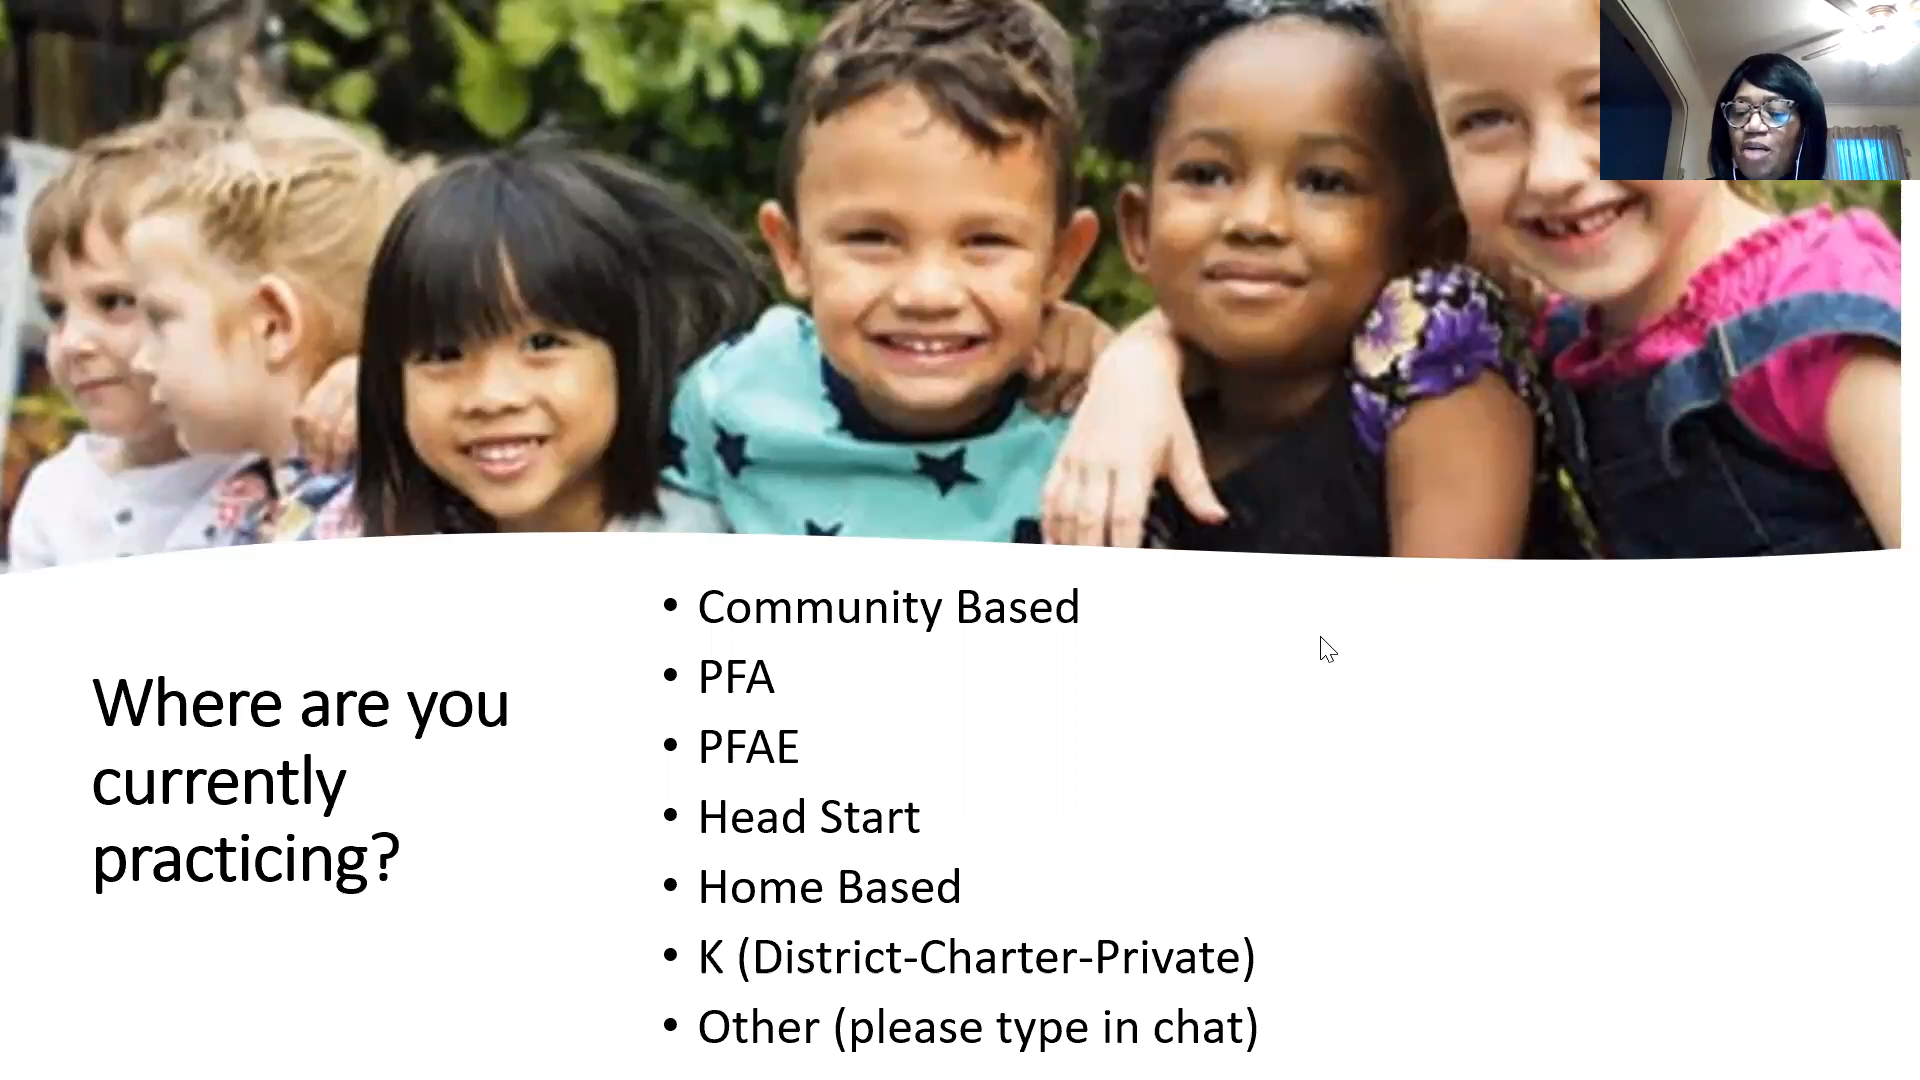 Where are you
currently
practicing?
• Community Based
• PFA
• PFAE
• Head Start
• Home Based
• K (District-Charter-Private)
• Other (please type in chat)